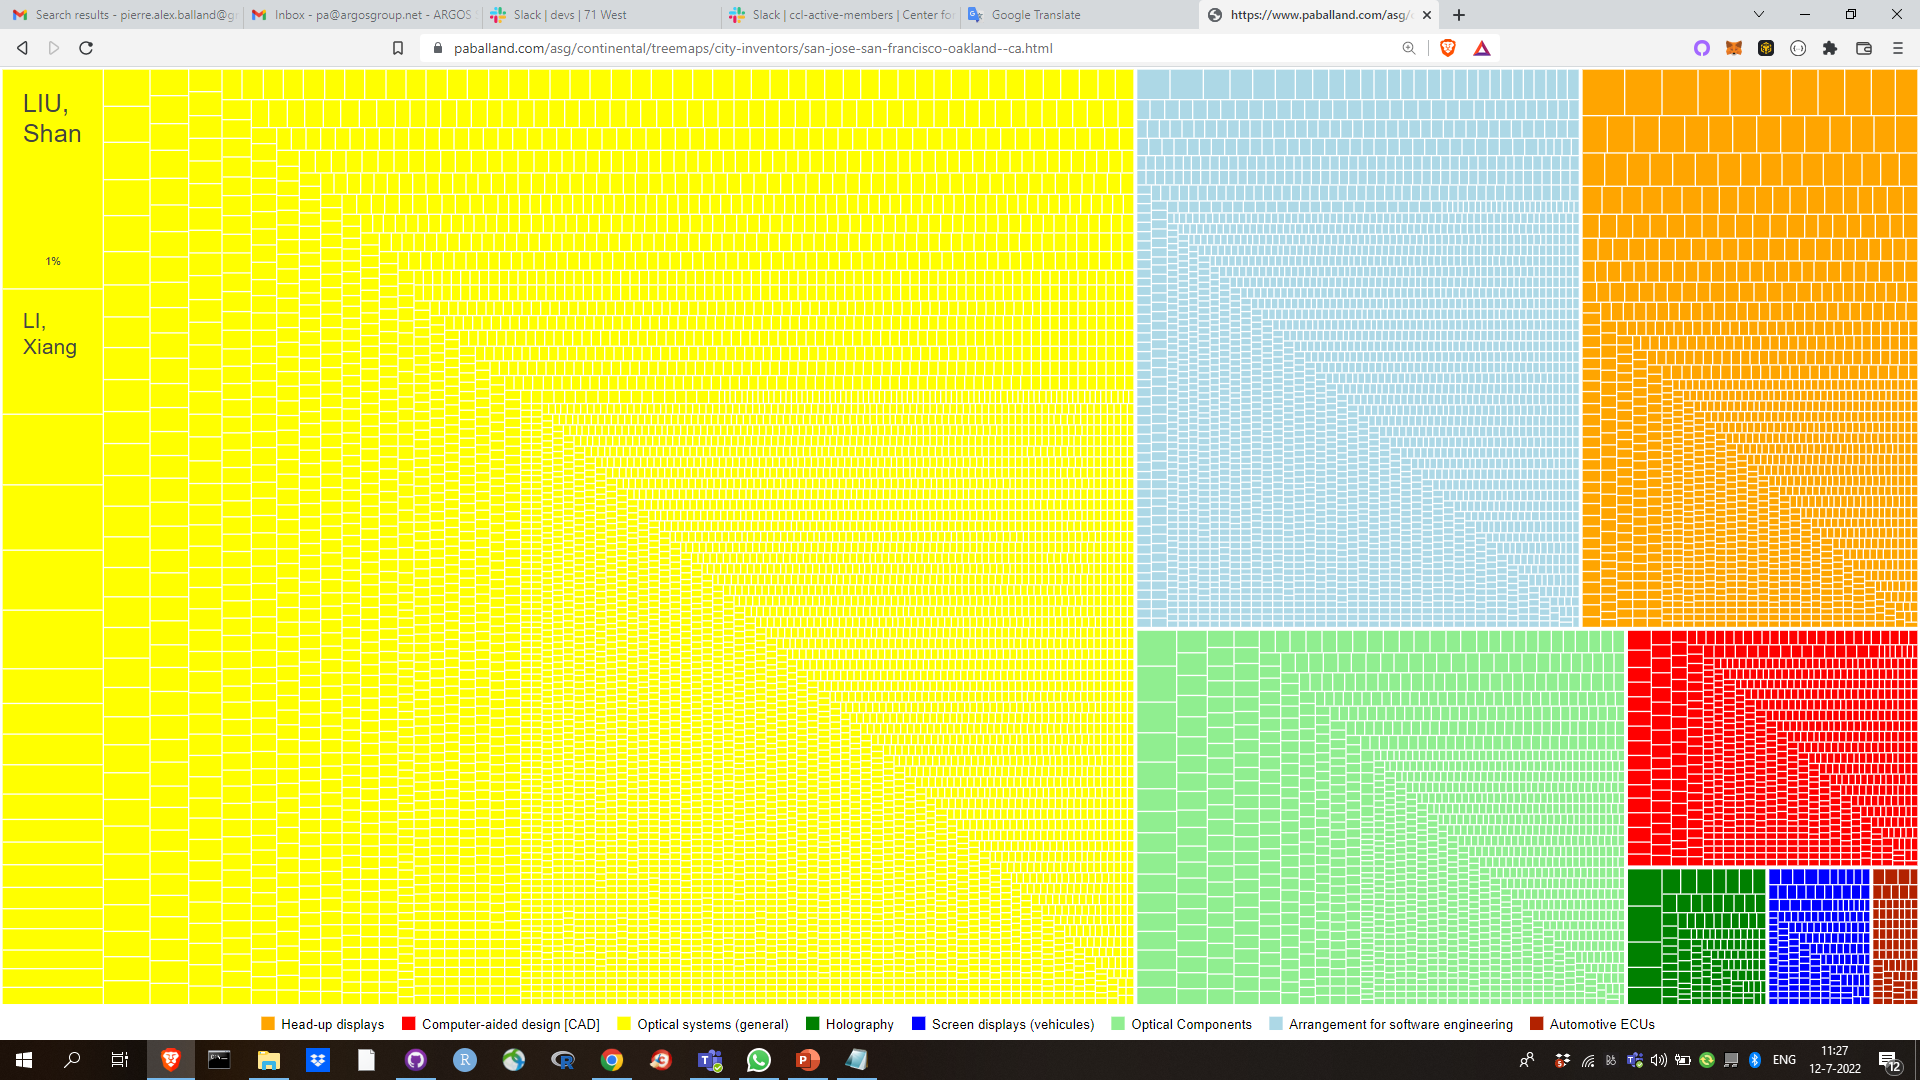 Search results - pierre.alex.balland@g
Inbox - pa@argosgroup.net - ARGOS
Slack | devs | 71 West
Slack | ccl-active-members | Center fo
Google Translate
https://www.paballand.com/asg/
paballand.com/asg/continental/treemaps/city-inventors/san-jose-san-francisco-oakland--ca.html
LIU,
Shan
1%
LI,
Xiang
Head-up displays
Computer-aided design [CAD]
Optical systems (general)
Holography
Screen displays (vehicules)
Optical Components
Arrangement for software engineering
Automotive ECUs
ENG
11:27
12-7-2022
12